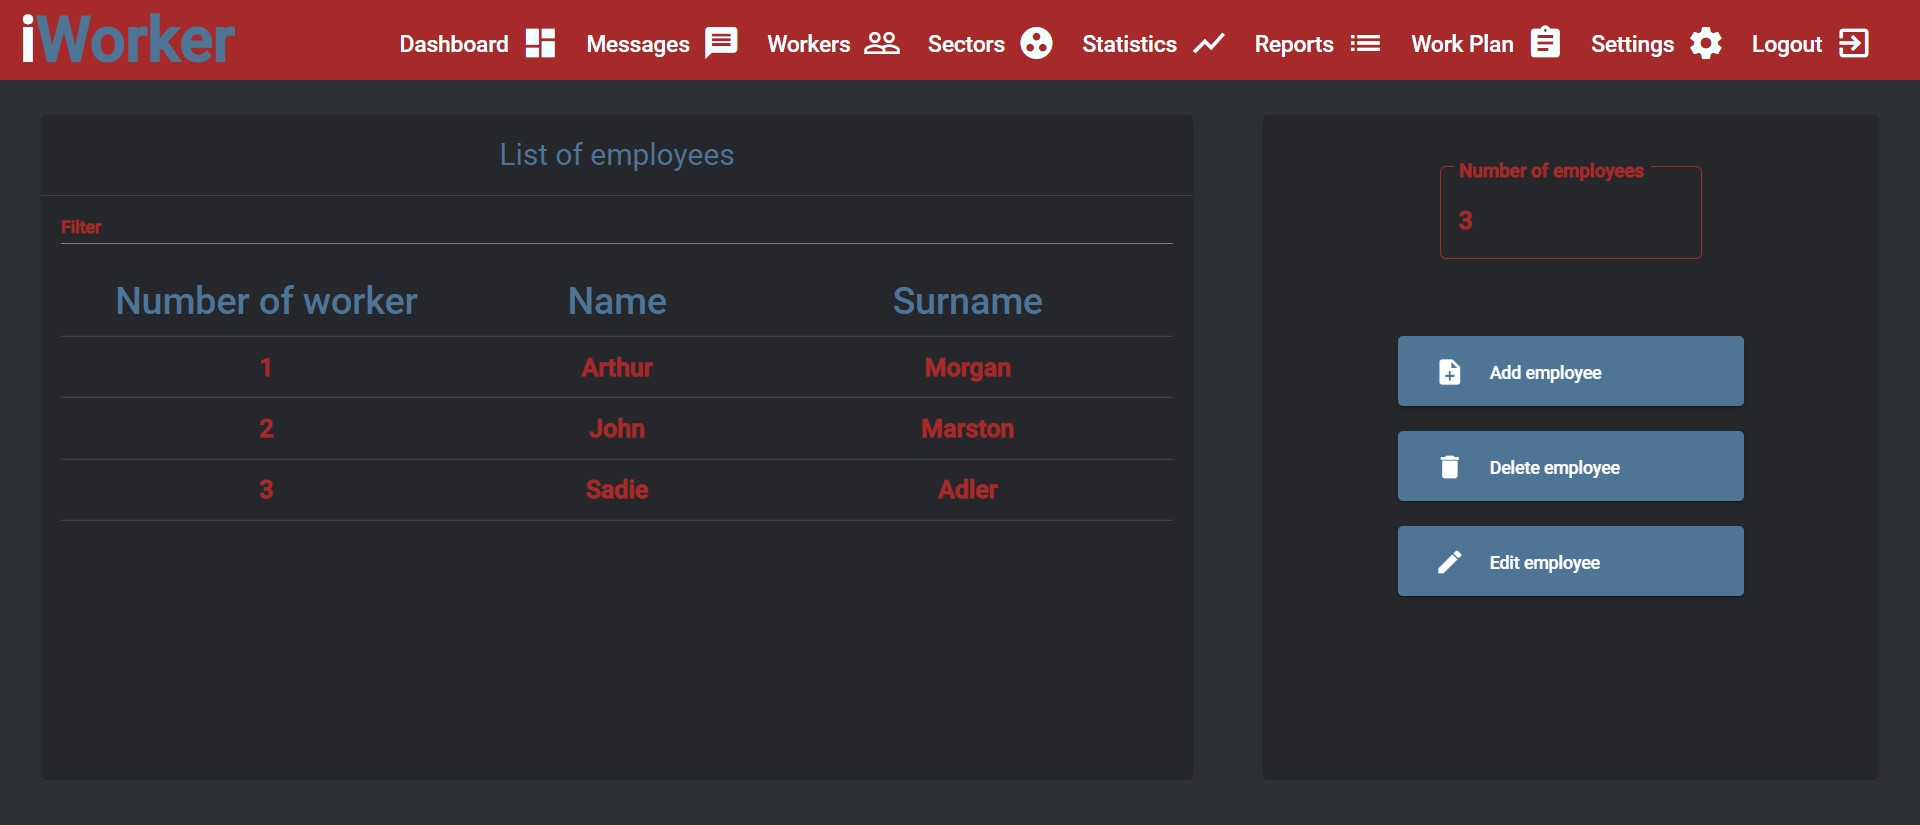 iWorker
Dashboard Messages Workers Sectors Statistics Reports Work Plan Settings Logout
List of employees
Filter
Number of worker Name Surname
1 Arthur Morgan
2 John Marston
3 Sadie Adler
Number of employees
3
Add employee
Delete employee
Edit employee